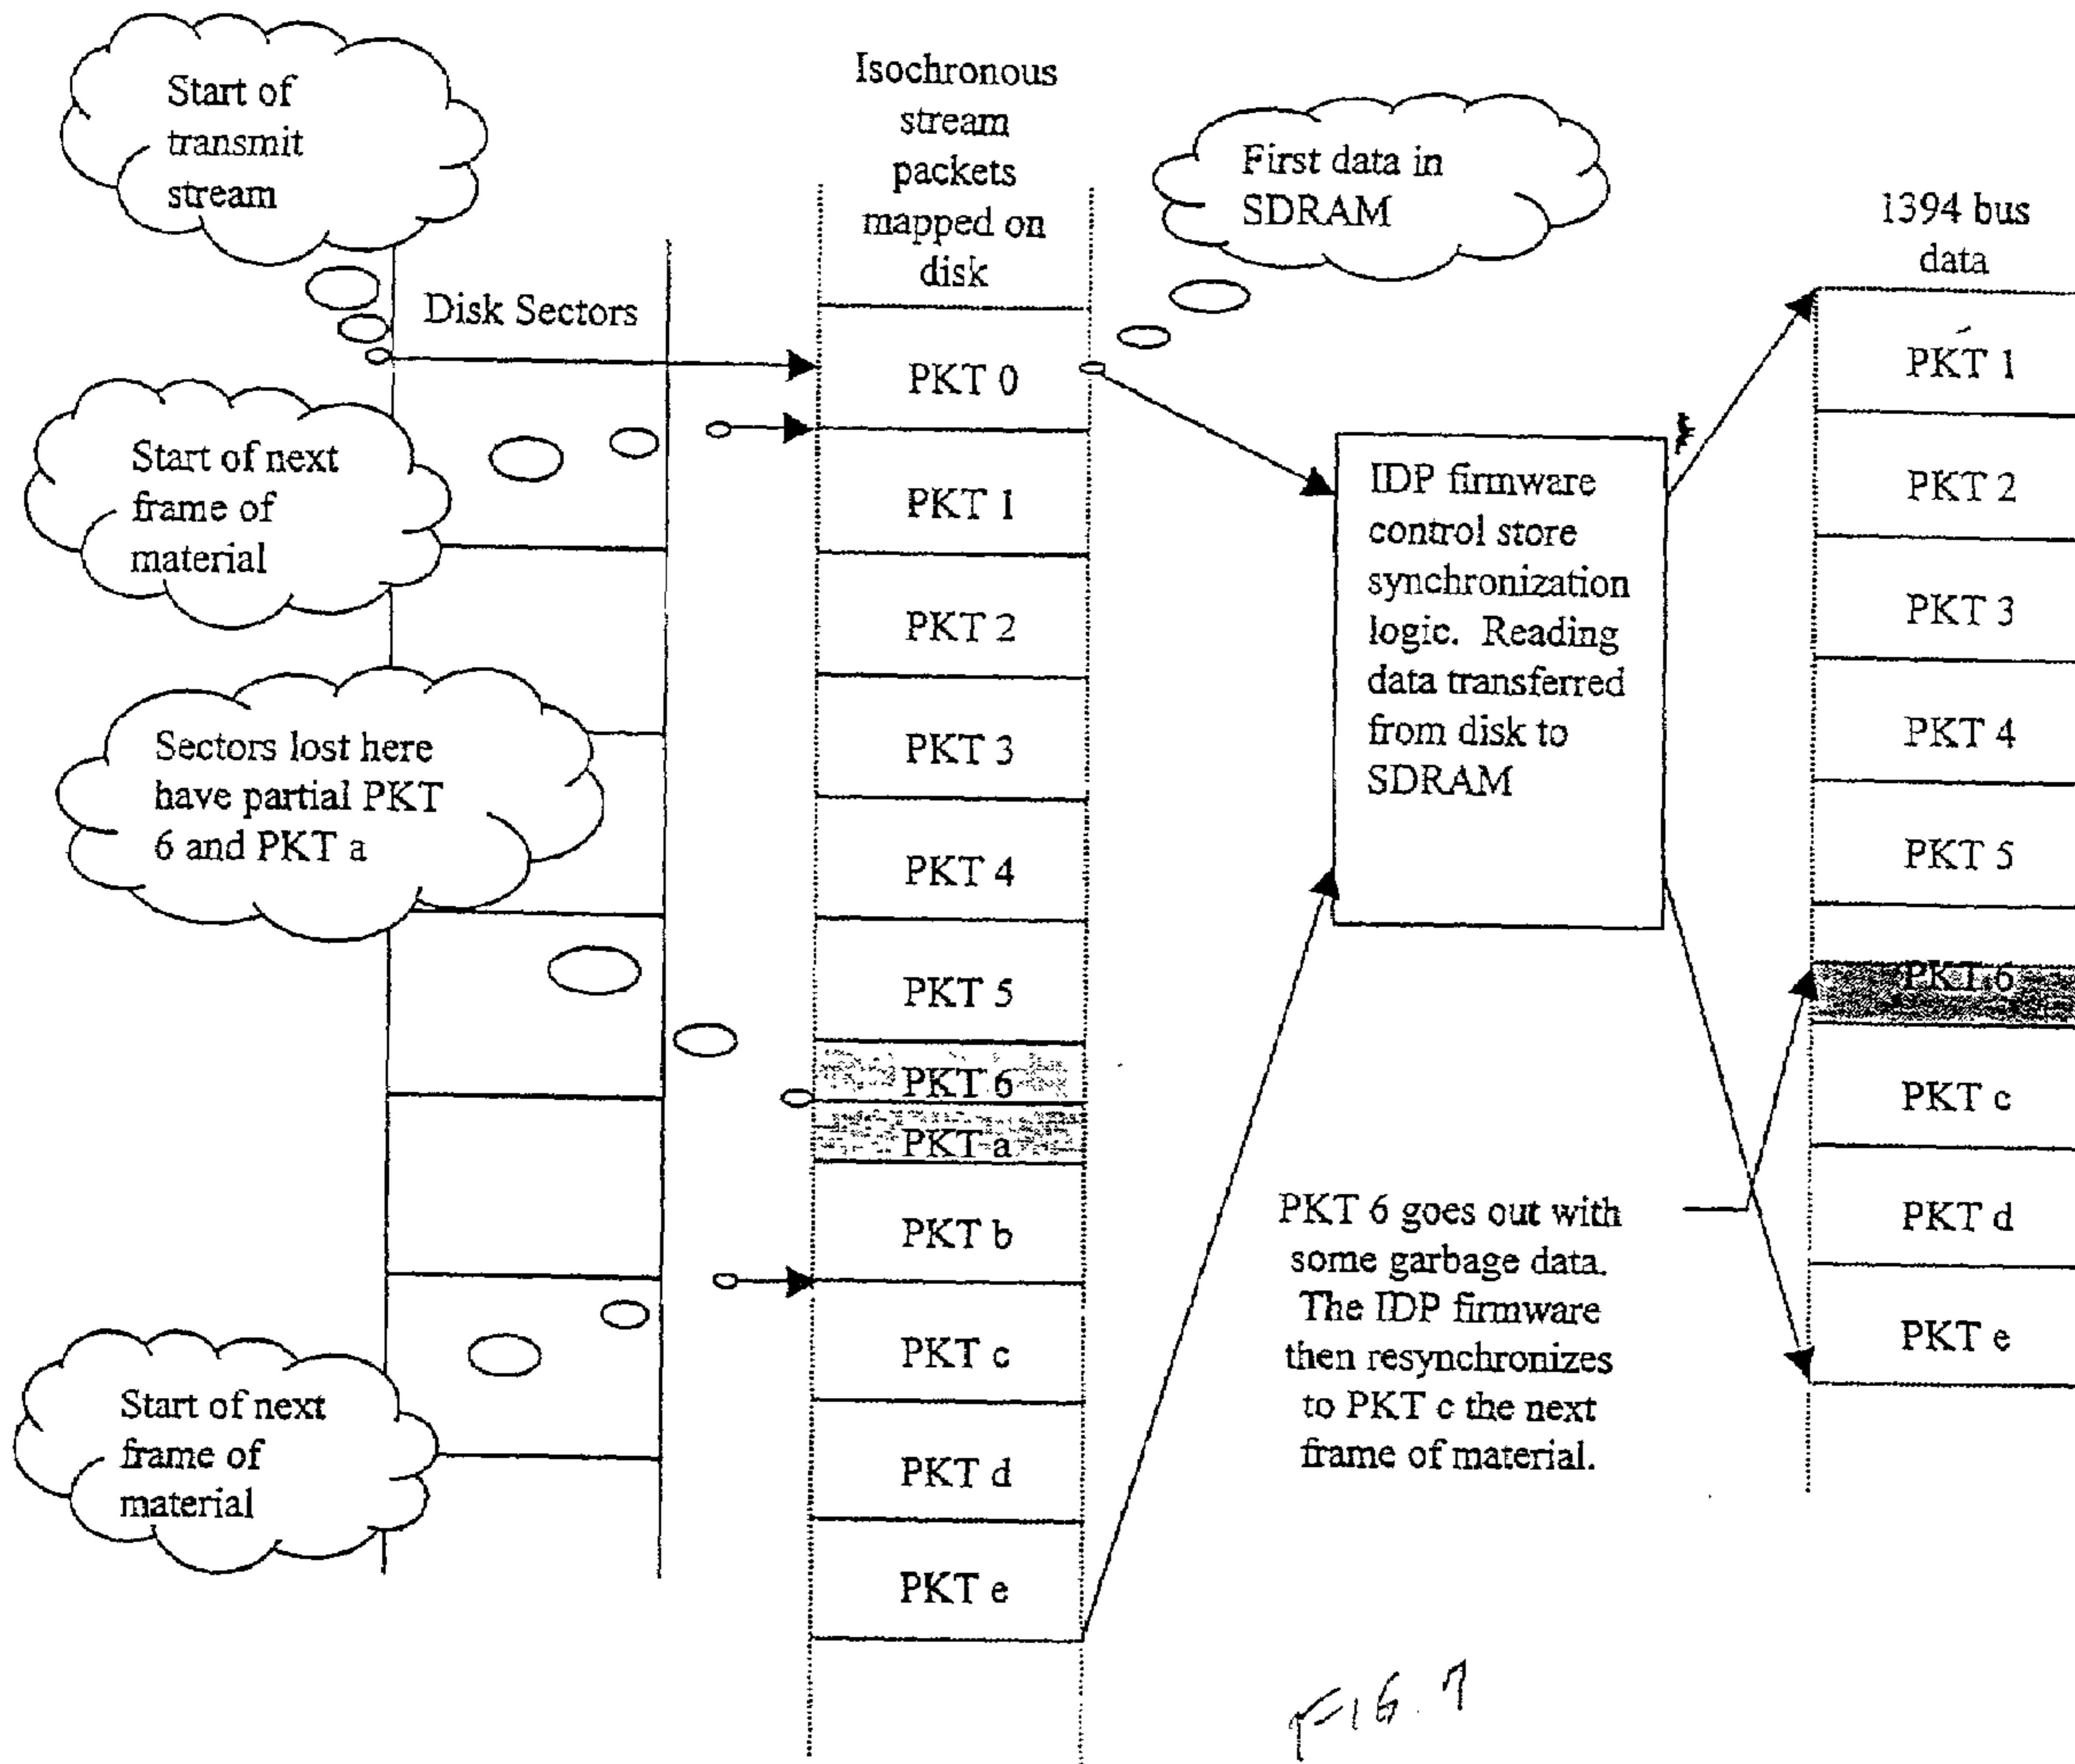 Start of
transmit
stream
Disk Sectors
Start of next
frame of
material
Sectors lost here
have partial PKT
6 and PKT a
Start of next
frame of
material
Isochronous
stream
packets
mapped on
disk
PKT 0
PKT 1
PKT 2
PKT 3
PKT 4
PKT 5
PKT 6
PKT a
PKT b
PKT c
PKT d
PKT e
First data in
SDRAM
IDP firmware
control store
synchronization
logic. Reading
data transferred
from disk to
SDRAM
PKT 6 goes out with
some garbage data.
The IDP firmware
then resynchronizes
to PKT c the next
frame of material.
1394 bus
data
PKT 1
PKT 2
PKT 3
PKT 4
PKT 5
PKT 6
PKT c
PKT d
PKT e
FIG. 7